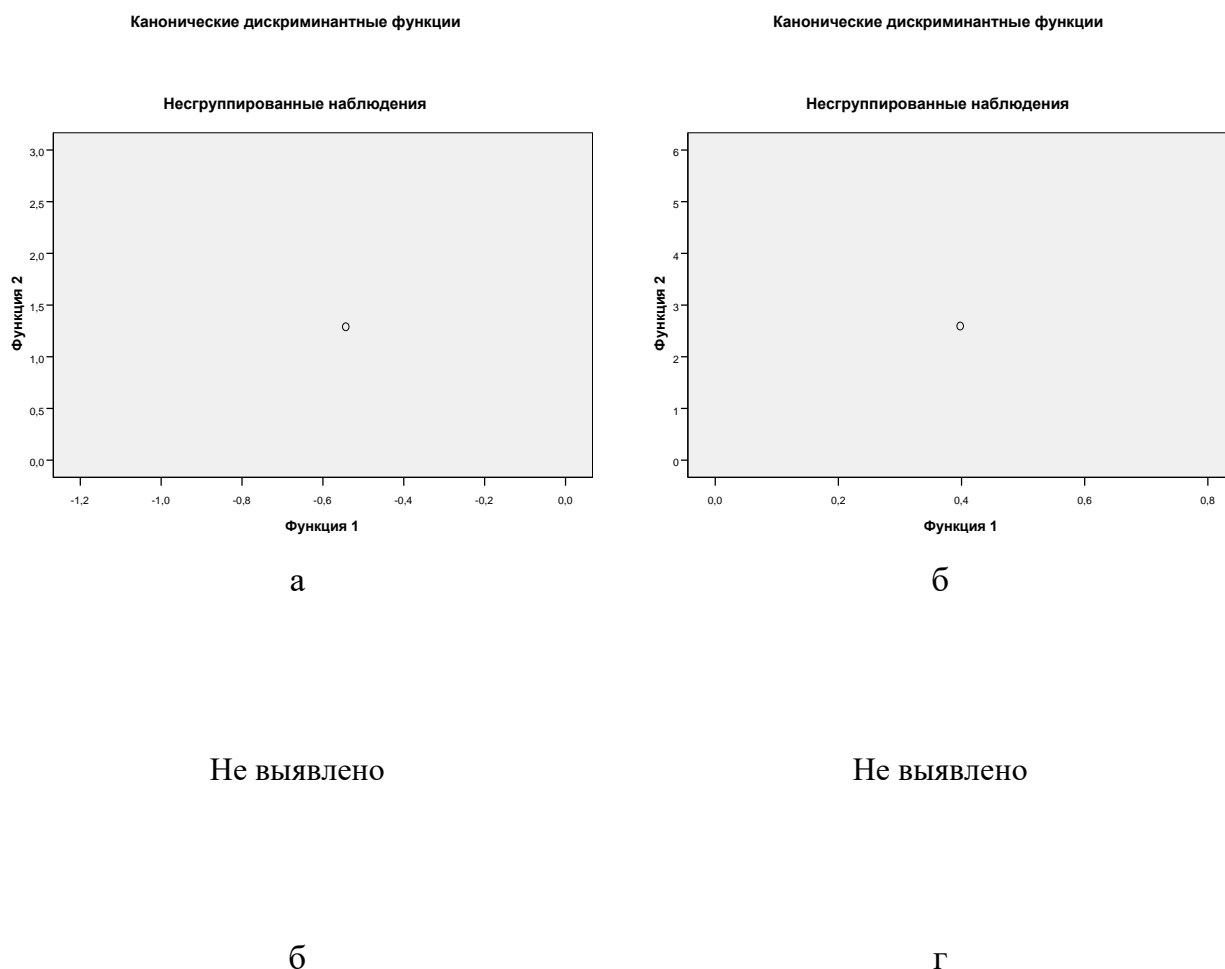 Канонические дискриминантные функции
Несгруппированные наблюдения
3,0
2,5
2,0
1,5
1,0
0,5
0,0
Функция 2
-1,2 -1,0 -0,8 -0,6 -0,4 -0,2 0,0
Функция 1
а
Канонические дискриминантные функции
Несгруппированные наблюдения
6
5
4
3
2
1
0
Функция 2
0,0 0,2 0,4 0,6 0,8
Функция 1
б
Не выявлено
б
Не выявлено
г